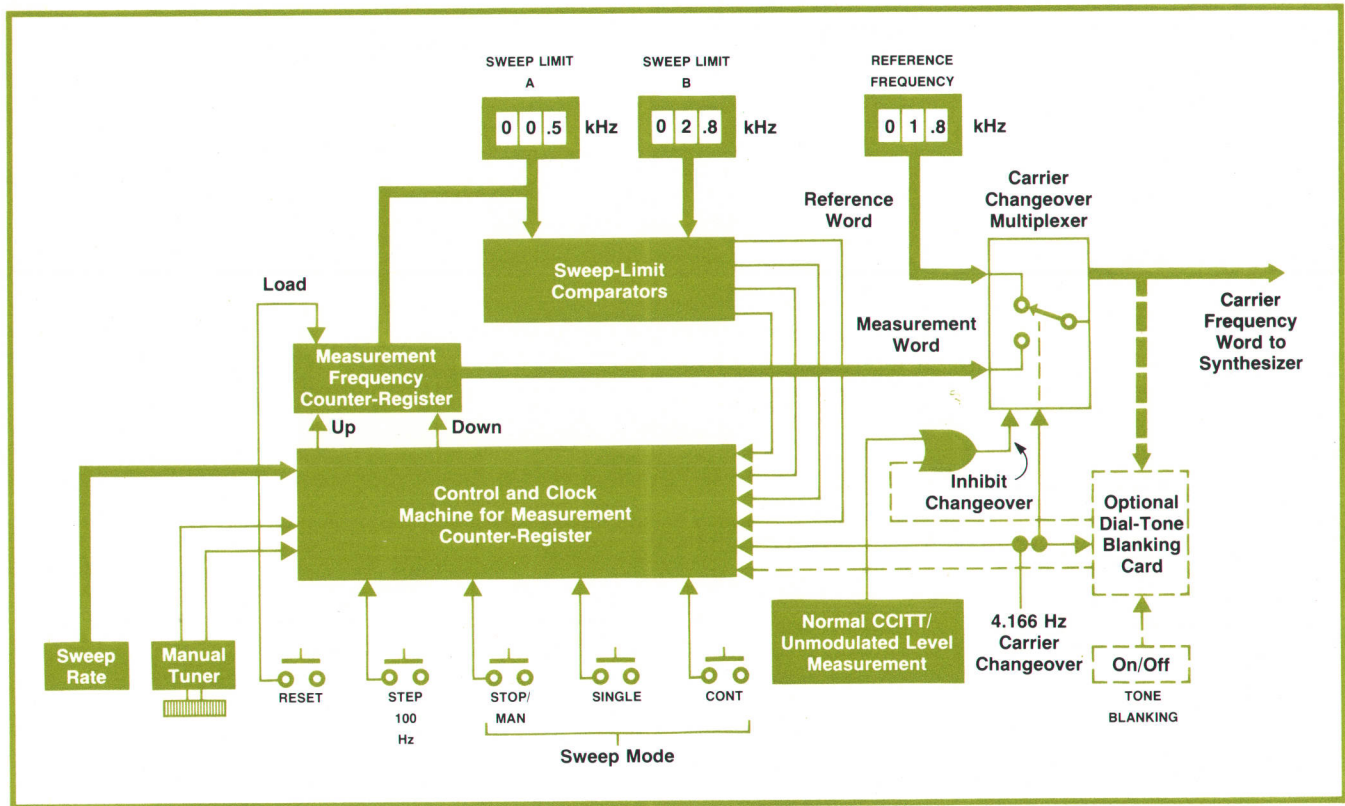 SWEEP LIMIT
A
SWEEP LIMIT
B
REFERENCE
FREQUENCY
0 0 .5 kHz
0 2 .8 kHz
0 1 .8 kHz
Reference
Word
Carrier
Changeover
Multiplexer
Sweep-Limit
Comparators
Load
Measurement
Word
Carrier
Frequency
Word to
Synthesizer
Measurement
Frequency
Counter-Register
Up
Down
Control and Clock
Machine for Measurement
Counter-Register
Inhibit
Changeover
Optional
Dial-Tone
Blanking
Card
Normal CCITT/
Unmodulated Level
Measurement
4.166 Hz
Carrier
Changeover
On/Off
TONE
BLANKING
Sweep
Rate
Manual
Tuner
RESET
STEP
100
Hz
STOP/
MAN
SINGLE
CONT
Sweep Mode